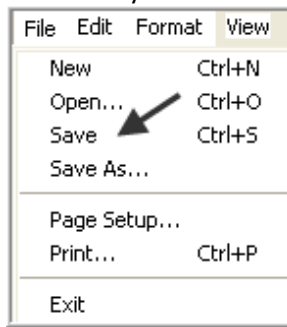 File Edit Format View
New Ctrl+N
Open... Ctrl+O
Save Ctrl+S
Save As...
Page Setup...
Print... Ctrl+P
Exit